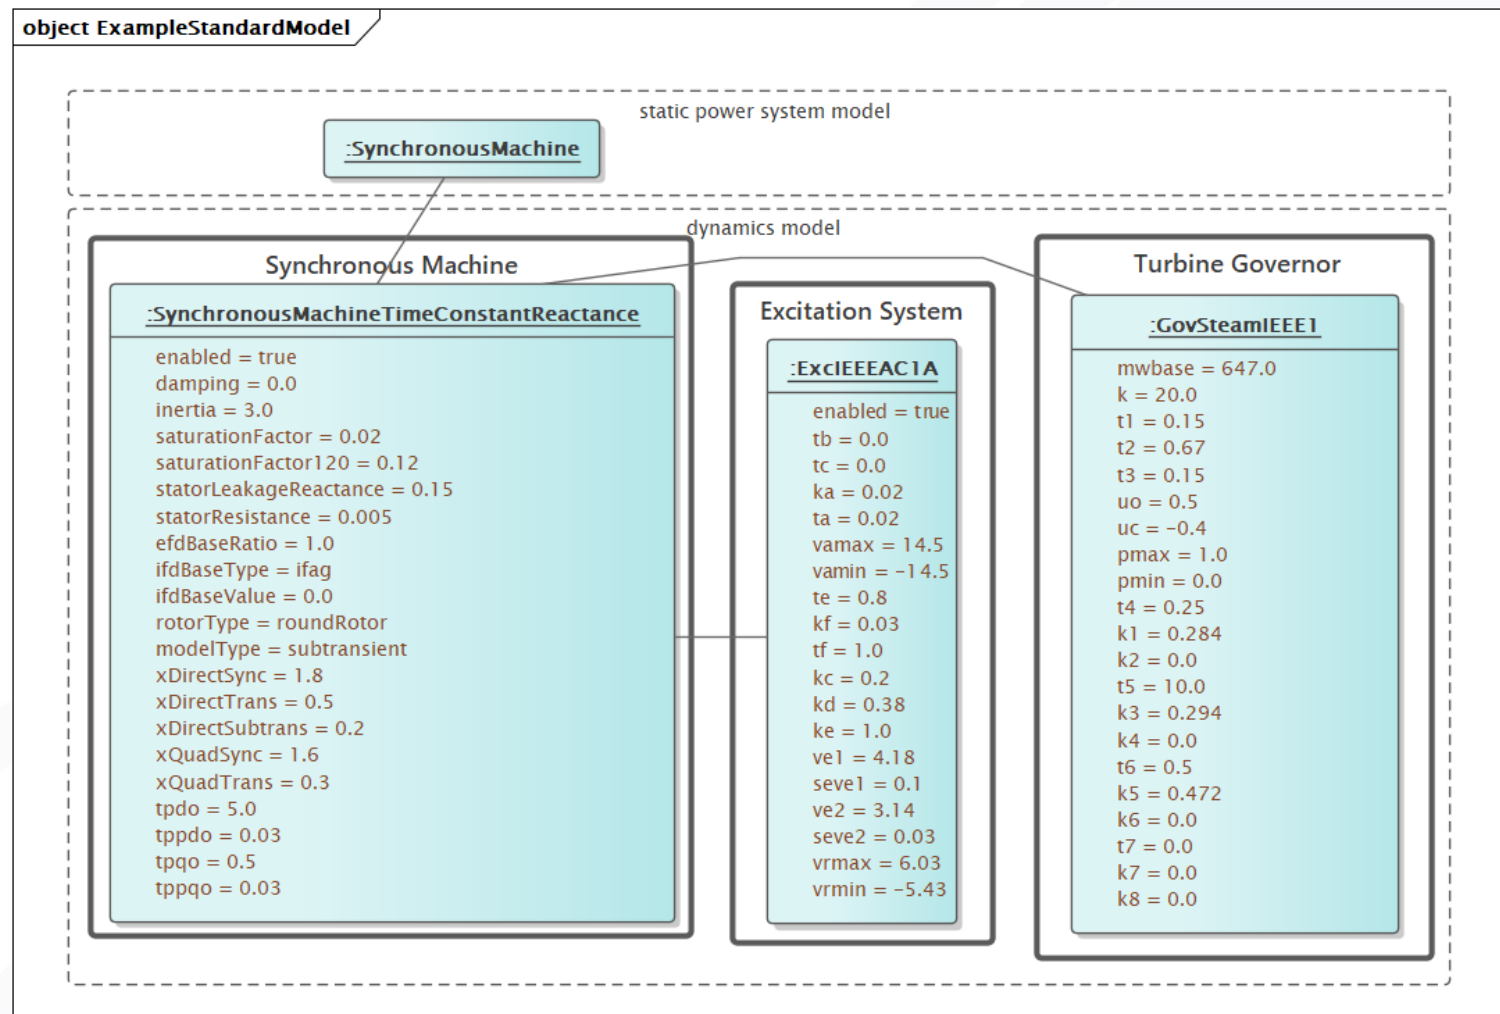 object ExampleStandardModel
static power system model
:SynchronousMachine
dynamics model
Synchronous Machine
:SynchronousMachineTimeConstantReactance
enabled = true
damping = 0.0
inertia = 3.0
saturationFactor = 0.02
saturationFactor120 = 0.12
statorLeakageReactance = 0.15
statorResistance = 0.005
efdBaseRatio = 1.0
ifdBaseType = ifag
ifdBaseValue = 0.0
rotorType = roundRotor
modelType = subtransient
xDirectSync = 1.8
xDirectTrans = 0.5
xDirectSubtrans = 0.2
xQuadSync = 1.6
xQuadTrans = 0.3
tpdo = 5.0
tppdo = 0.03
tpqo = 0.5
tppqo = 0.03
Excitation System
:ExcIEEEAC1A
enabled = true
tb = 0.0
tc = 0.0
ka = 0.02
ta = 0.02
vamax = 14.5
vamin = -14.5
te = 0.8
kf = 0.03
tf = 1.0
kc = 0.2
kd = 0.38
ke = 1.0
ve1 = 4.18
seve1 = 0.1
ve2 = 3.14
seve2 = 0.03
vrmax = 6.03
vrmin = -5.43
Turbine Governor
:GovSteamIEEE1
mwbase = 647.0
k = 20.0
t1 = 0.15
t2 = 0.67
t3 = 0.15
uo = 0.5
uc = -0.4
pmax = 1.0
pmin = 0.0
t4 = 0.25
k1 = 0.284
k2 = 0.0
t5 = 10.0
k3 = 0.294
k4 = 0.0
t6 = 0.5
k5 = 0.472
k6 = 0.0
t7 = 0.0
k7 = 0.0
k8 = 0.0